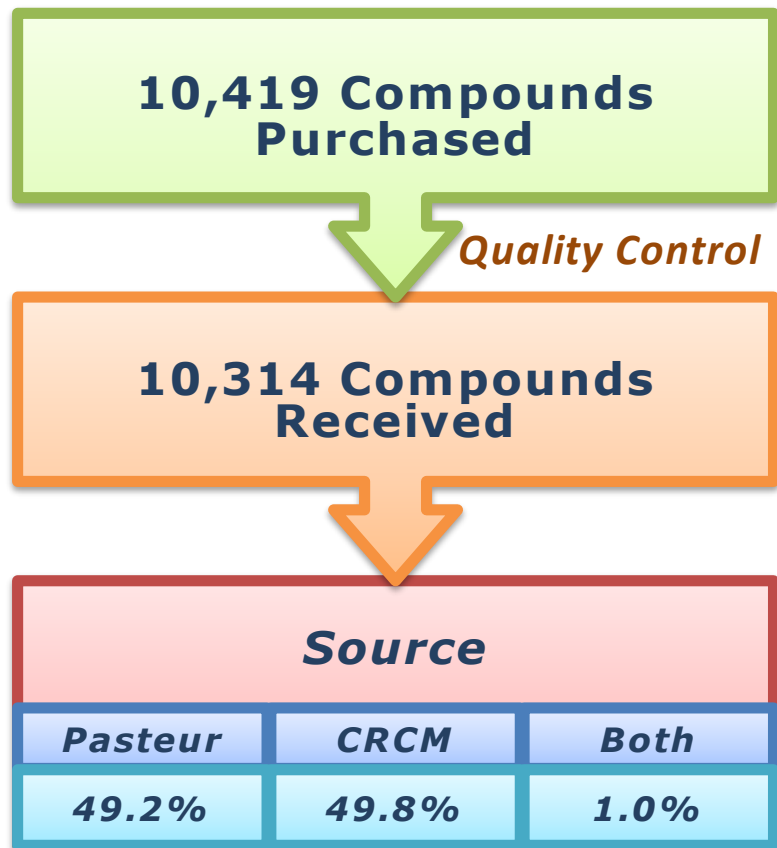 10,419 Compounds
Purchased
Quality Control
10,314 Compounds
Received
Source
Pasteur CRCM Both
49.2% 49.8% 1.0%